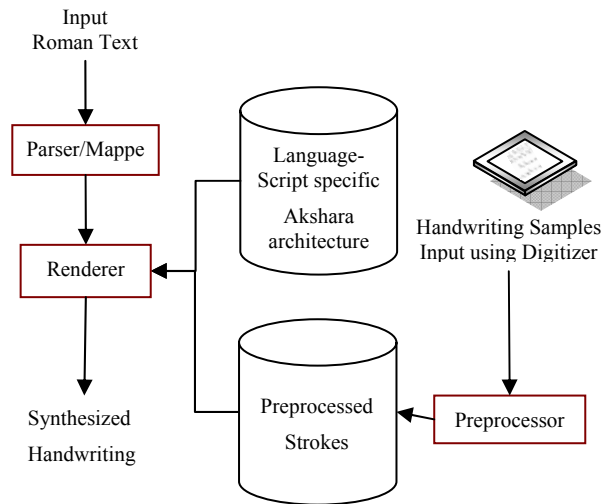 Input
Roman Text
Parser/Mappe
Renderer
Synthesized
Handwriting
Language-
Script specific
Akshara
architecture
Preprocessed
Strokes
Handwriting Samples
Input using Digitizer
Preprocessor